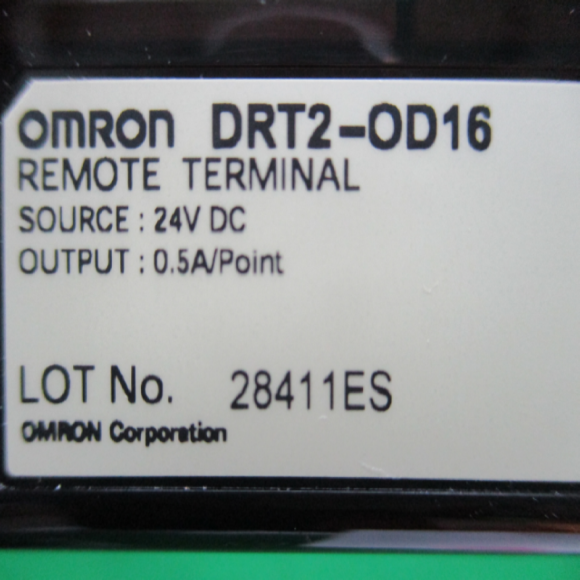 OMRON DRT2-OD16
REMOTE TERMINAL
SOURCE : 24V DC
OUTPUT : 0.5A/Point
LOT No. 28411ES
OMRON Corporation